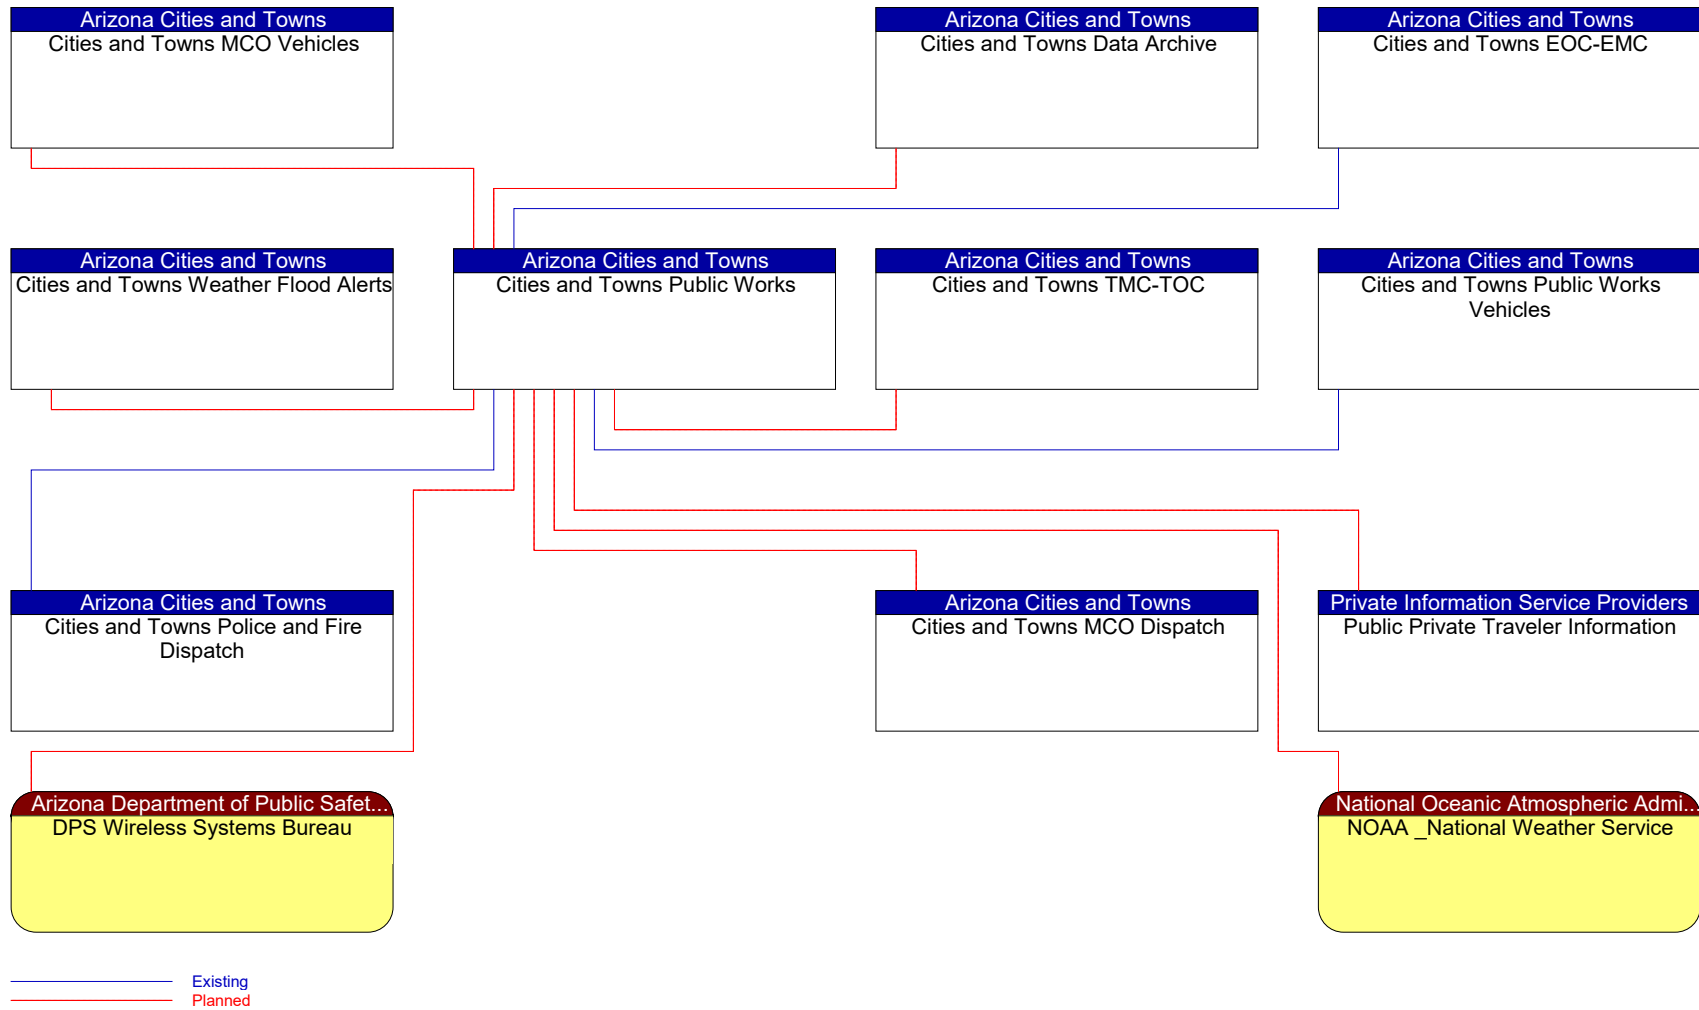 Arizona Cities and Towns
Cities and Towns MCO Vehicles
Arizona Cities and Towns
Cities and Towns Data Archive
Arizona Cities and Towns
Cities and Towns EOC-EMC
Arizona Cities and Towns
Cities and Towns Weather Flood Alerts
Arizona Cities and Towns
Cities and Towns Public Works
Arizona Cities and Towns
Cities and Towns TMC-TOC
Arizona Cities and Towns
Cities and Towns Public Works
Vehicles
Arizona Cities and Towns
Cities and Towns Police and Fire
Dispatch
Arizona Cities and Towns
Cities and Towns MCO Dispatch
Private Information Service Providers
Public Private Traveler Information
Arizona Department of Public Safet...
DPS Wireless Systems Bureau
National Oceanic Atmospheric Admi...
NOAA _National Weather Service
Existing
Planned